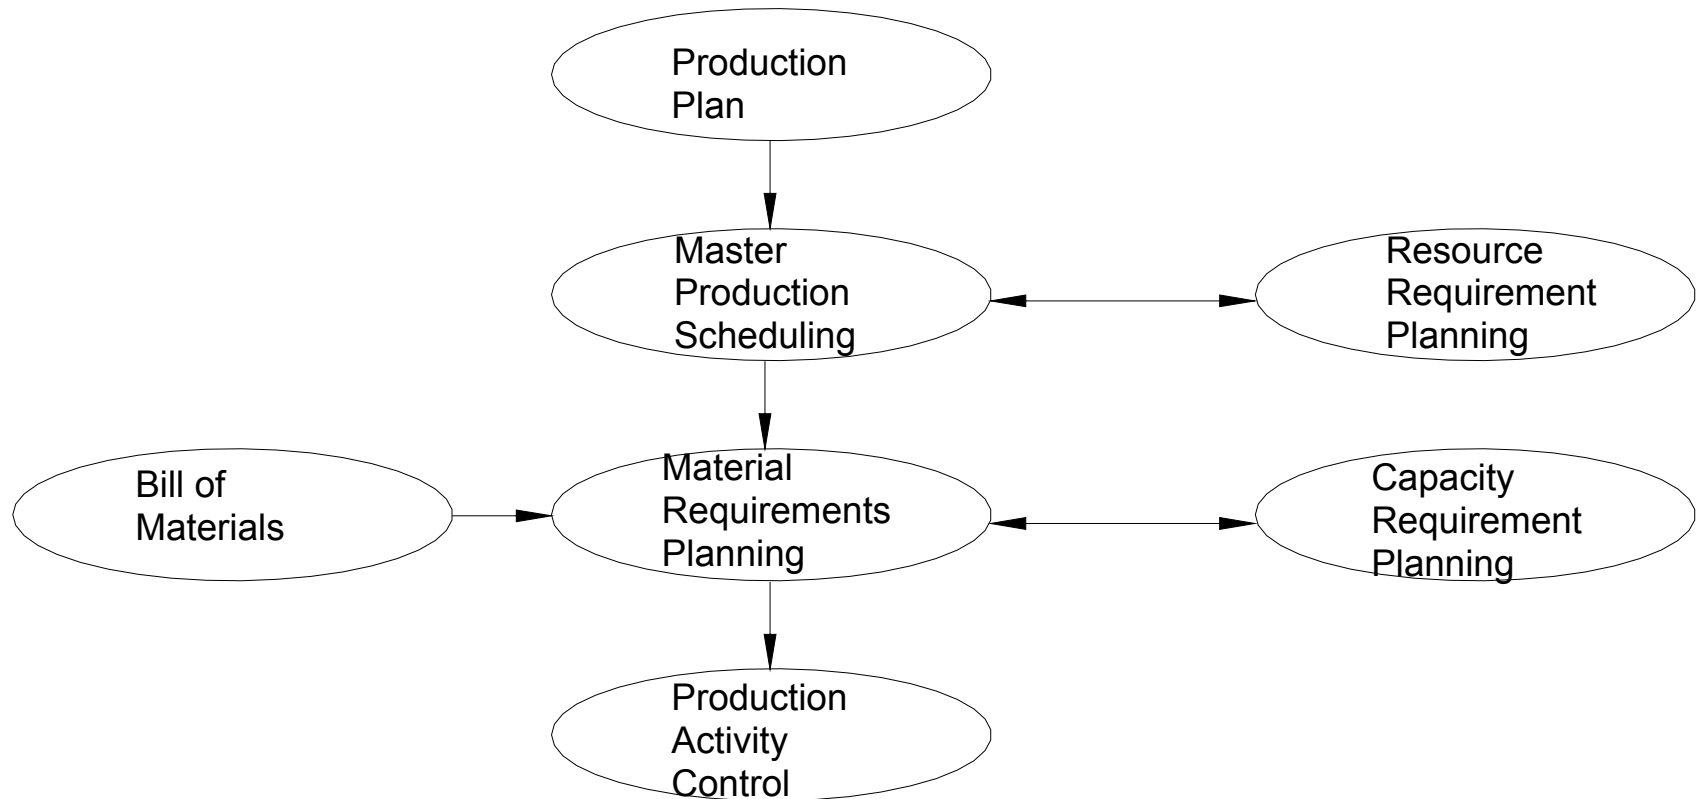 Production
Plan
Master
Production
Scheduling
Resource
Requirement
Planning
Bill of
Materials
Material
Requirements
Planning
Capacity
Requirement
Planning
Production
Activity
Control